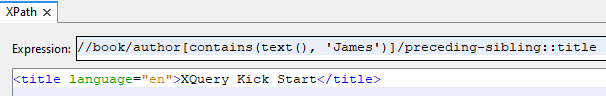 XPath ×
Expression: //book/author[contains(text(), 'James')]/preceding-sibling::title
<title language="en">XQuery Kick Start</title>